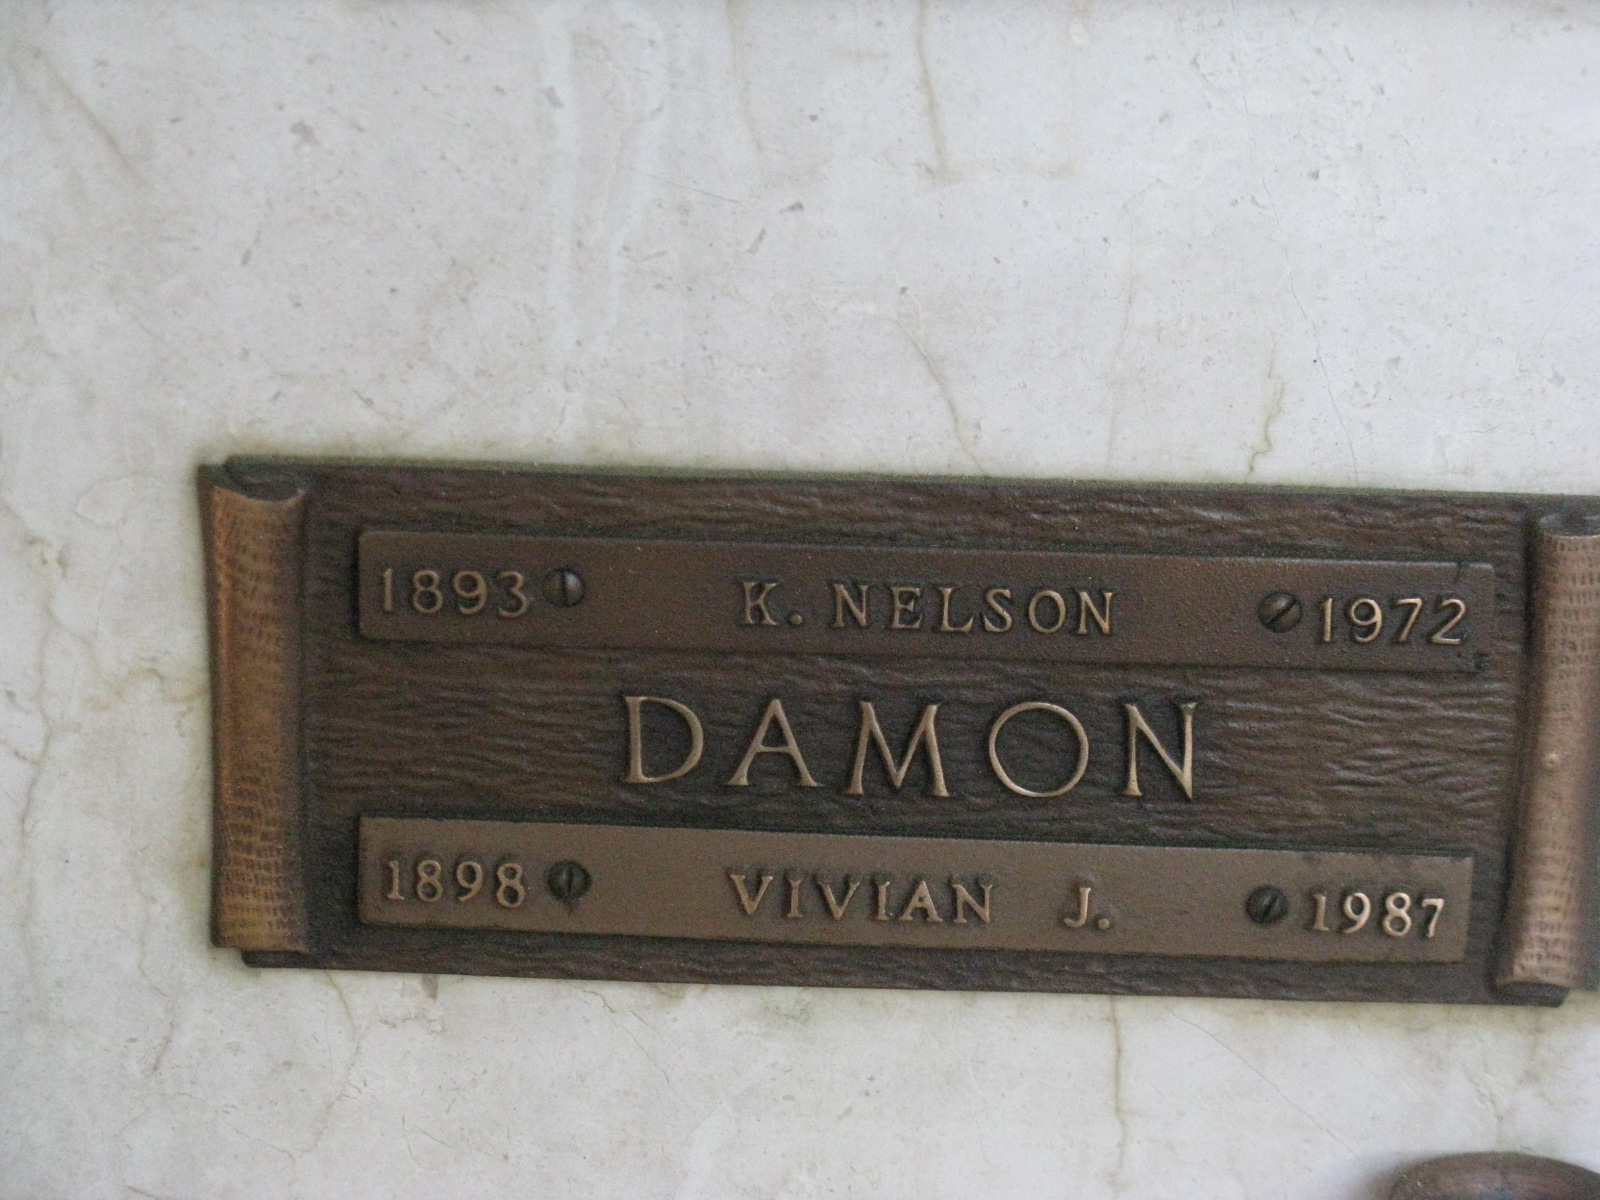 1893 K. NELSON 1972
DAMON
1898 VIVIAN J. 1987